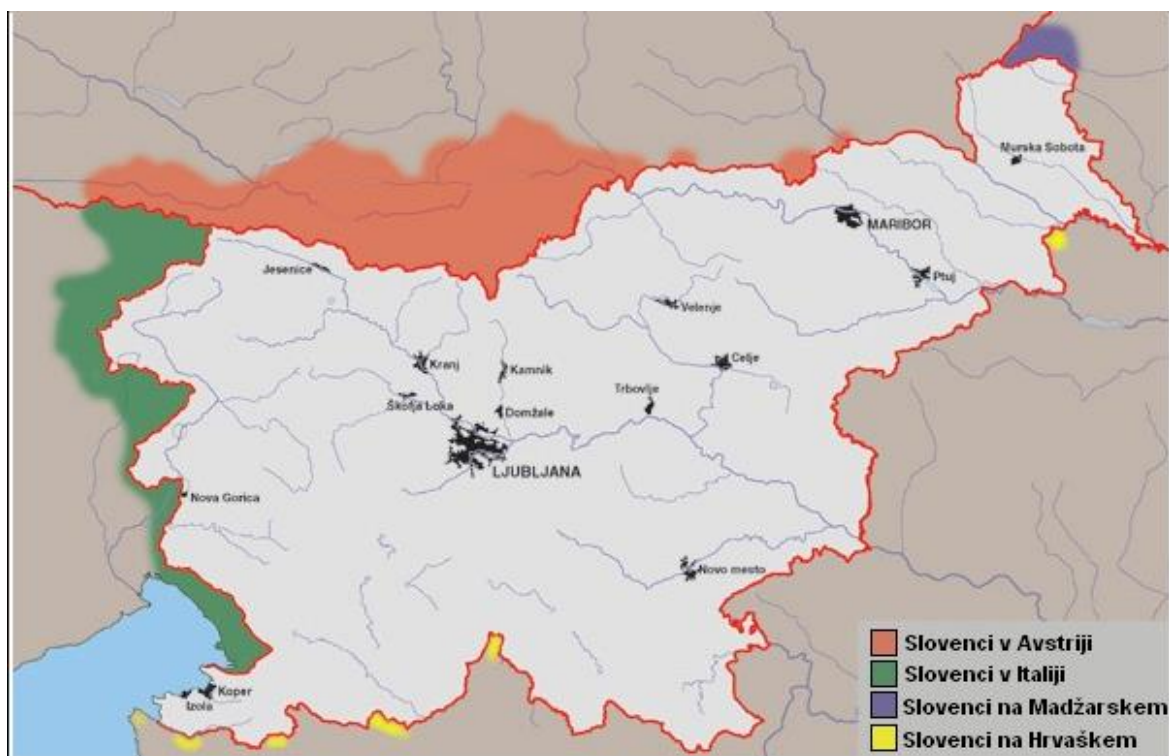 Murska Sobota
MARIBOR
Jesenice
Ptuj
Velenje
Kranj
Kamnik
Celje
Škofja Loka
Trbovlje
Domžale
LJUBLJANA
Nova Gorica
Novo mesto
Koper
Izola
Slovenci v Avstriji
Slovenci v Italiji
Slovenci na Madžarskem
Slovenci na Hrvaškem